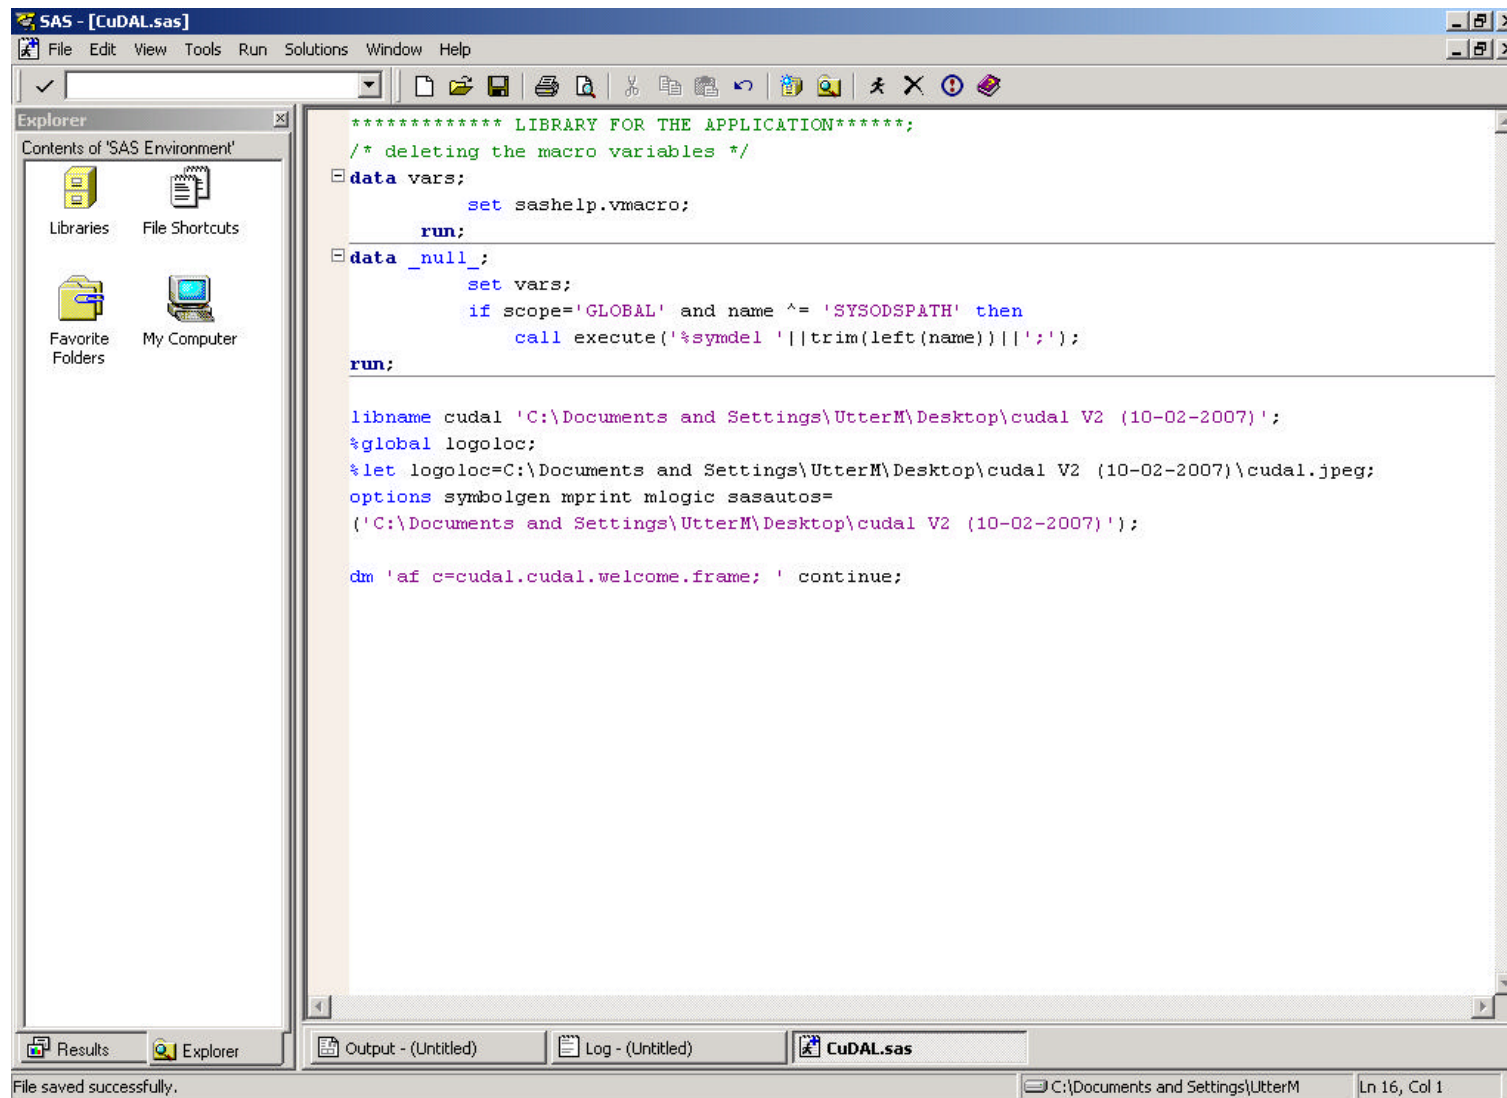 SAS - [CuDAL.sas]
File Edit View Tools Run Solutions Window Help
Explorer
Contents of 'SAS Environment'
Libraries File Shortcuts
Favorite Folders My Computer
************* LIBRARY FOR THE APPLICATION******;
/* deleting the macro variables */
data vars;
set sashelp.vmacro;
run;
data _null_;
set vars;
if scope='GLOBAL' and name ^= 'SYSODSPATH' then
call execute('%symdel '||trim(left(name))||';');
run;
libname cudal 'C:\Documents and Settings\UtterM\Desktop\cudal V2 (10-02-2007)';
%global logoloc;
%let logoloc=C:\Documents and Settings\UtterM\Desktop\cudal V2 (10-02-2007)\cudal.jpeg;
options symbolgen mprint mlogic sasautos=
('C:\Documents and Settings\UtterM\Desktop\cudal V2 (10-02-2007)');
dm 'af c=cudal.cudal.welcome.frame; ' continue;
Results Explorer
Output - (Untitled) Log - (Untitled) CuDAL.sas
File saved successfully. C:\Documents and Settings\UtterM Ln 16, Col 1